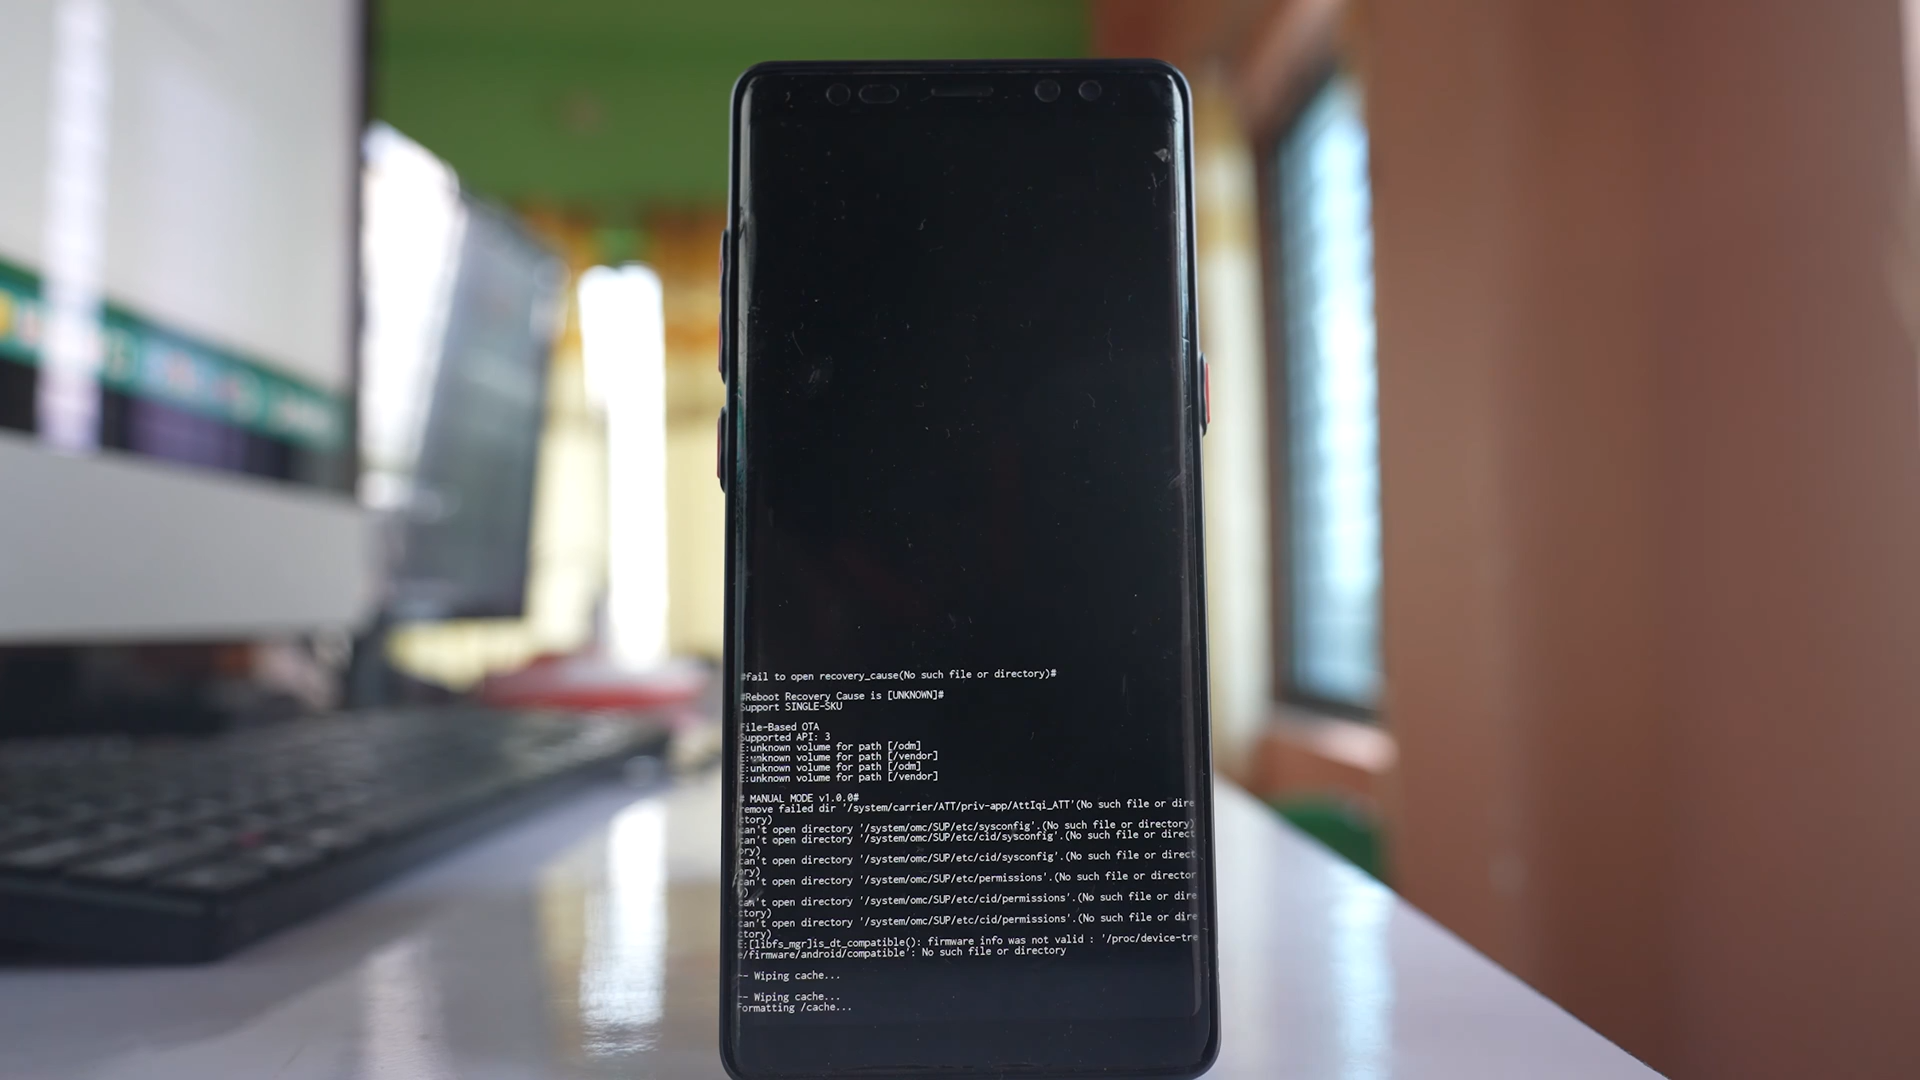 #fail to open recovery_cause(No such file or directory)#
#Reboot Recovery Cause is [UNKNOWN]#
Support SINGLE-SKU
File-Based OTA
Supported API: 3
E:unknown volume for path [/odm]
E:unknown volume for path [/vendor]
E:unknown volume for path [/odm]
E:unknown volume for path [/vendor]
# MANUAL MODE v1.0.0#
remove failed dir '/system/carrier/ATT/priv-app/AttIqi_ATT'(No such file or dire
ctory)
can't open directory '/system/omc/SUP/etc/sysconfig'.(No such file or directory)
can't open directory '/system/omc/SUP/etc/cid/sysconfig'.(No such file or direct
ory)
can't open directory '/system/omc/SUP/etc/cid/sysconfig'.(No such file or direct
ory)
can't open directory '/system/omc/SUP/etc/permissions'.(No such file or director
y)
can't open directory '/system/omc/SUP/etc/cid/permissions'.(No such file or dire
ctory)
can't open directory '/system/omc/SUP/etc/cid/permissions'.(No such file or dire
ctory)
E:[libfs_mgr]is_dt_compatible(): firmware info was not valid : '/proc/device-tre
e/firmware/android/compatible': No such file or directory
-- Wiping cache...
-- Wiping cache...
Formatting /cache...